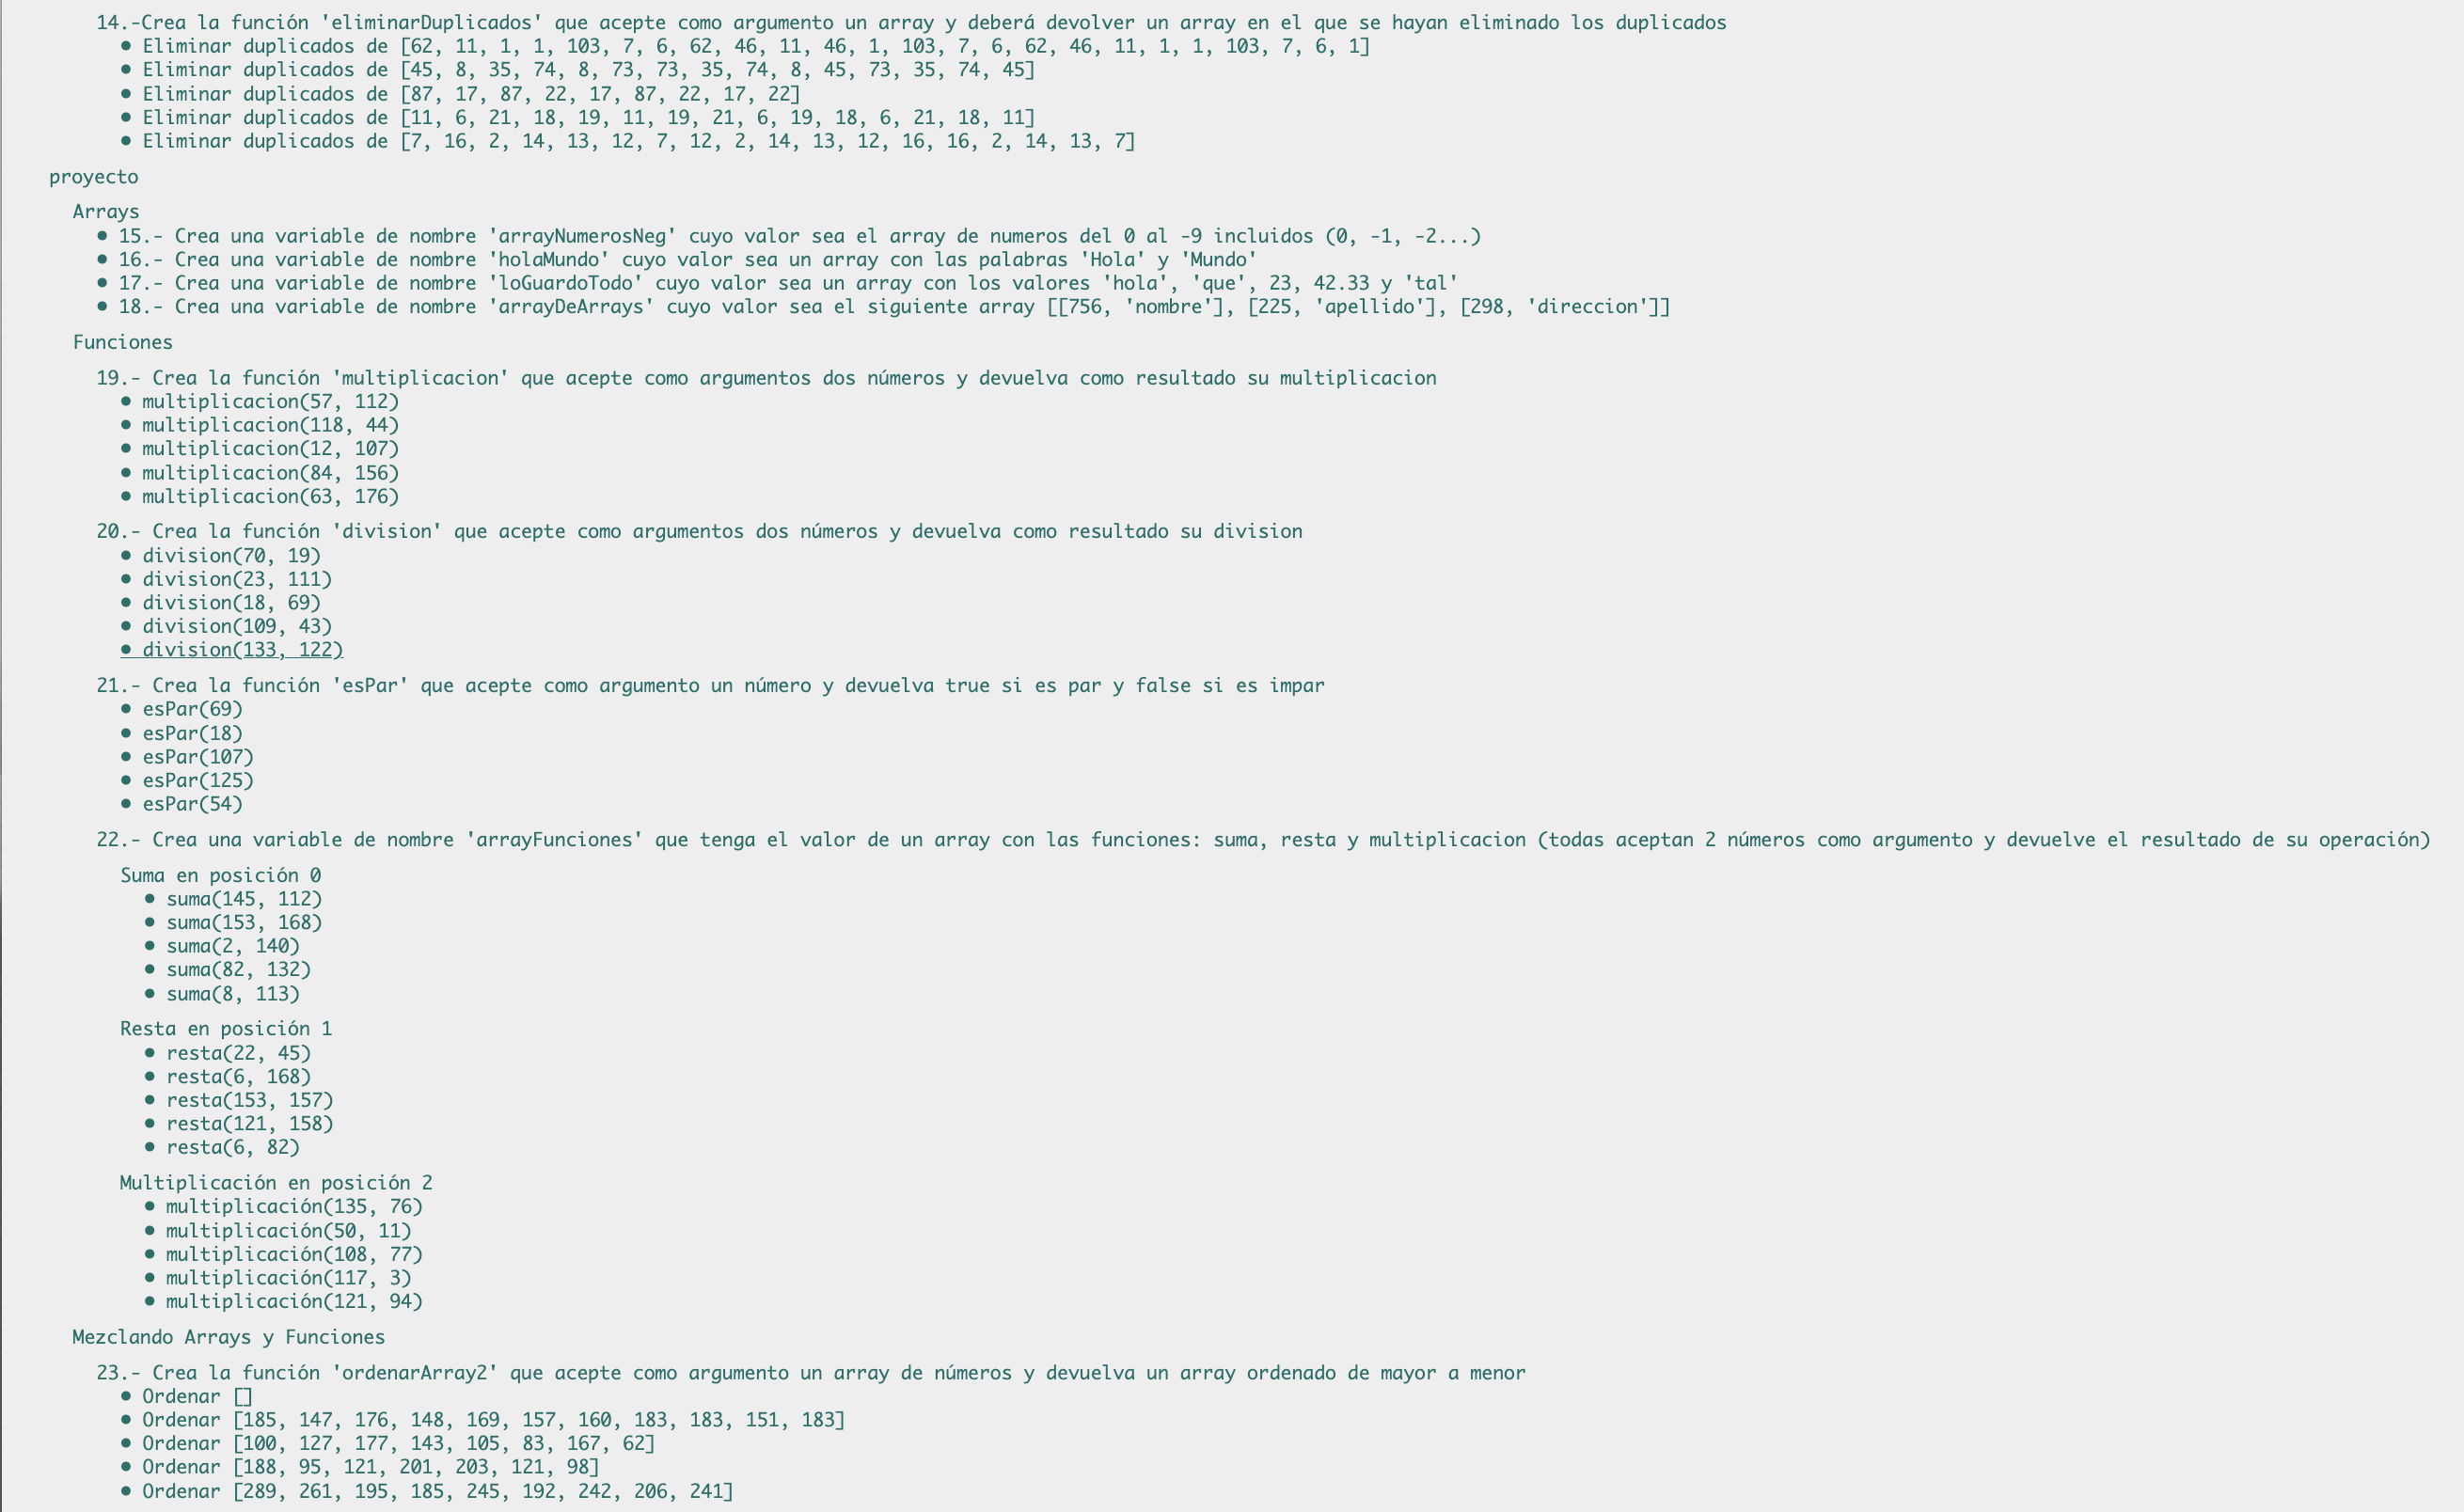 14.-Crea la función 'eliminarDuplicados' que acepte como argumento un array y deberá devolver un array en el que se hayan eliminado los duplicados
• Eliminar duplicados de [62, 11, 1, 1, 103, 7, 6, 62, 46, 11, 46, 1, 103, 7, 6, 62, 46, 11, 1, 1, 103, 7, 6, 1]
• Eliminar duplicados de [45, 8, 35, 74, 8, 73, 73, 35, 74, 8, 45, 73, 35, 74, 45]
• Eliminar duplicados de [87, 17, 87, 22, 17, 87, 22, 17, 22]
• Eliminar duplicados de [11, 6, 21, 18, 19, 11, 19, 21, 6, 19, 18, 6, 21, 18, 11]
• Eliminar duplicados de [7, 16, 2, 14, 13, 12, 7, 12, 2, 14, 13, 12, 16, 16, 2, 14, 13, 7]
proyecto
Arrays
• 15.- Crea una variable de nombre 'arrayNumerosNeg' cuyo valor sea el array de numeros del 0 al -9 incluidos (0, -1, -2...)
• 16.- Crea una variable de nombre 'holaMundo' cuyo valor sea un array con las palabras 'Hola' y 'Mundo'
• 17.- Crea una variable de nombre 'loGuardoTodo' cuyo valor sea un array con los valores 'hola', 'que', 23, 42.33 y 'tal'
• 18.- Crea una variable de nombre 'arrayDeArrays' cuyo valor sea el siguiente array [[756, 'nombre'], [225, 'apellido'], [298, 'direccion']]
Funciones
19.- Crea la función 'multiplicacion' que acepte como argumentos dos números y devuelva como resultado su multiplicacion
• multiplicacion(57, 112)
• multiplicacion(118, 44)
• multiplicacion(12, 107)
• multiplicacion(84, 156)
• multiplicacion(63, 176)
20.- Crea la función 'division' que acepte como argumentos dos números y devuelva como resultado su division
• division(70, 19)
• division(23, 111)
• division(18, 69)
• division(109, 43)
• division(133, 122)
21.- Crea la función 'esPar' que acepte como argumento un número y devuelva true si es par y false si es impar
• esPar(69)
• esPar(18)
• esPar(107)
• esPar(125)
• esPar(54)
22.- Crea una variable de nombre 'arrayFunciones' que tenga el valor de un array con las funciones: suma, resta y multiplicacion (todas aceptan 2 números como argumento y devuelve el resultado de su operación)
Suma en posición 0
• suma(145, 112)
• suma(153, 168)
• suma(2, 140)
• suma(82, 132)
• suma(8, 113)
Resta en posición 1
• resta(22, 45)
• resta(6, 168)
• resta(153, 157)
• resta(121, 158)
• resta(6, 82)
Multiplicación en posición 2
• multiplicación(135, 76)
• multiplicación(50, 11)
• multiplicación(108, 77)
• multiplicación(117, 3)
• multiplicación(121, 94)
Mezclando Arrays y Funciones
23.- Crea la función 'ordenarArray2' que acepte como argumento un array de números y devuelva un array ordenado de mayor a menor
• Ordenar []
• Ordenar [185, 147, 176, 148, 169, 157, 160, 183, 183, 151, 183]
• Ordenar [100, 127, 177, 143, 105, 83, 167, 62]
• Ordenar [188, 95, 121, 201, 203, 121, 98]
• Ordenar [289, 261, 195, 185, 245, 192, 242, 206, 241]